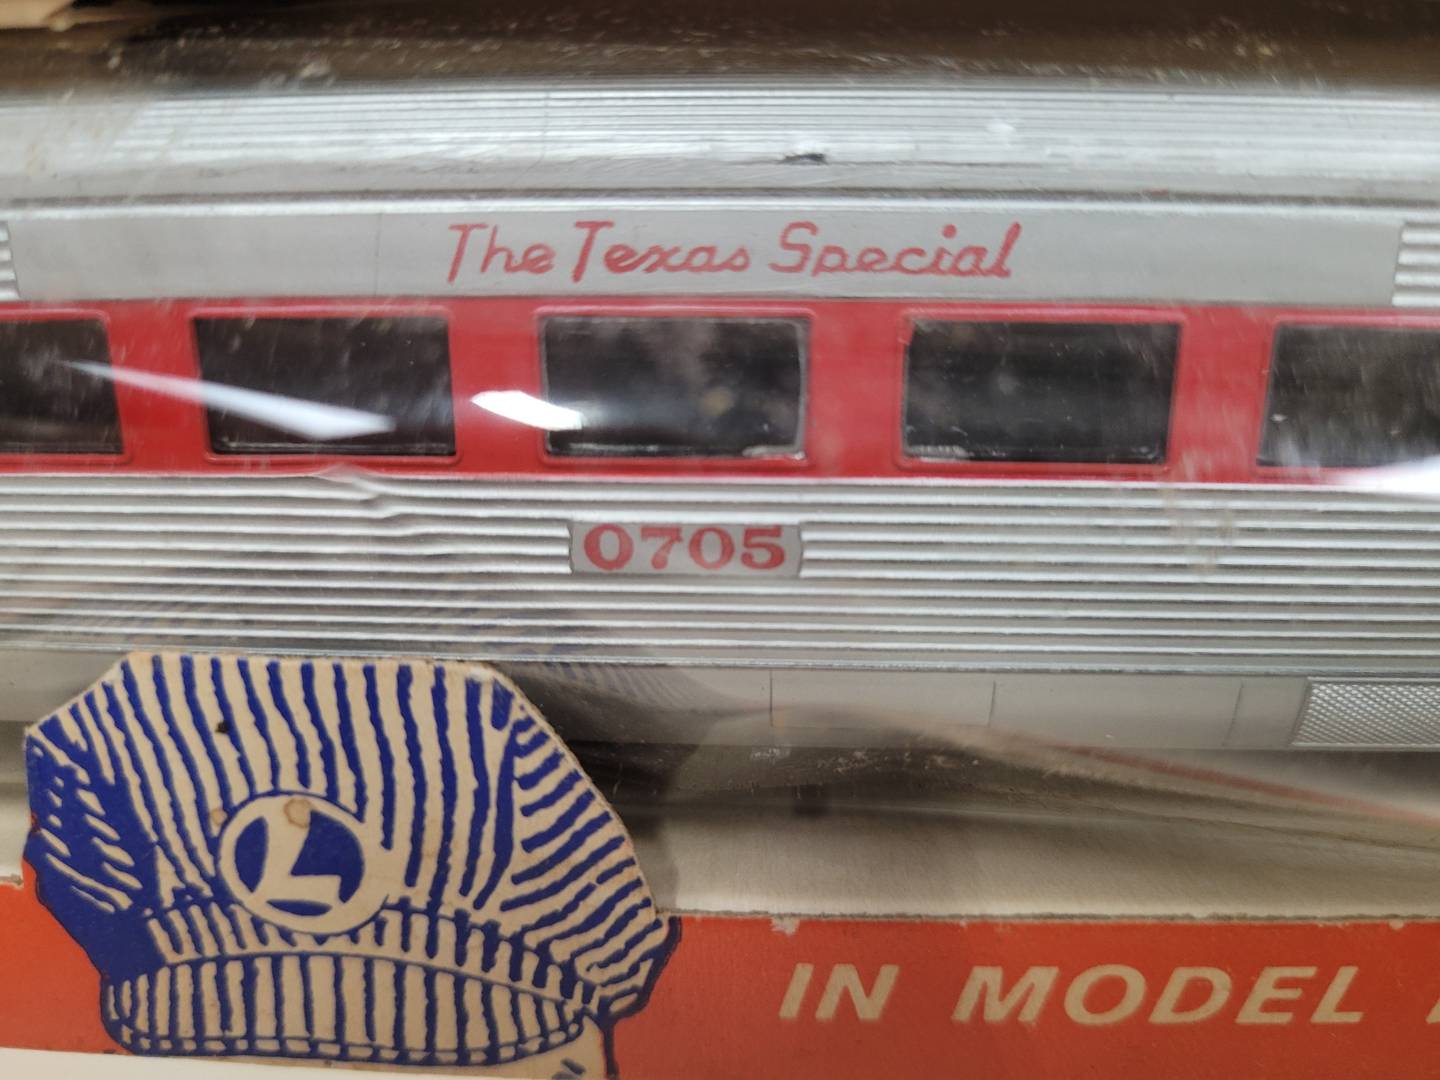 The Texas Special
0705
L
IN MODEL